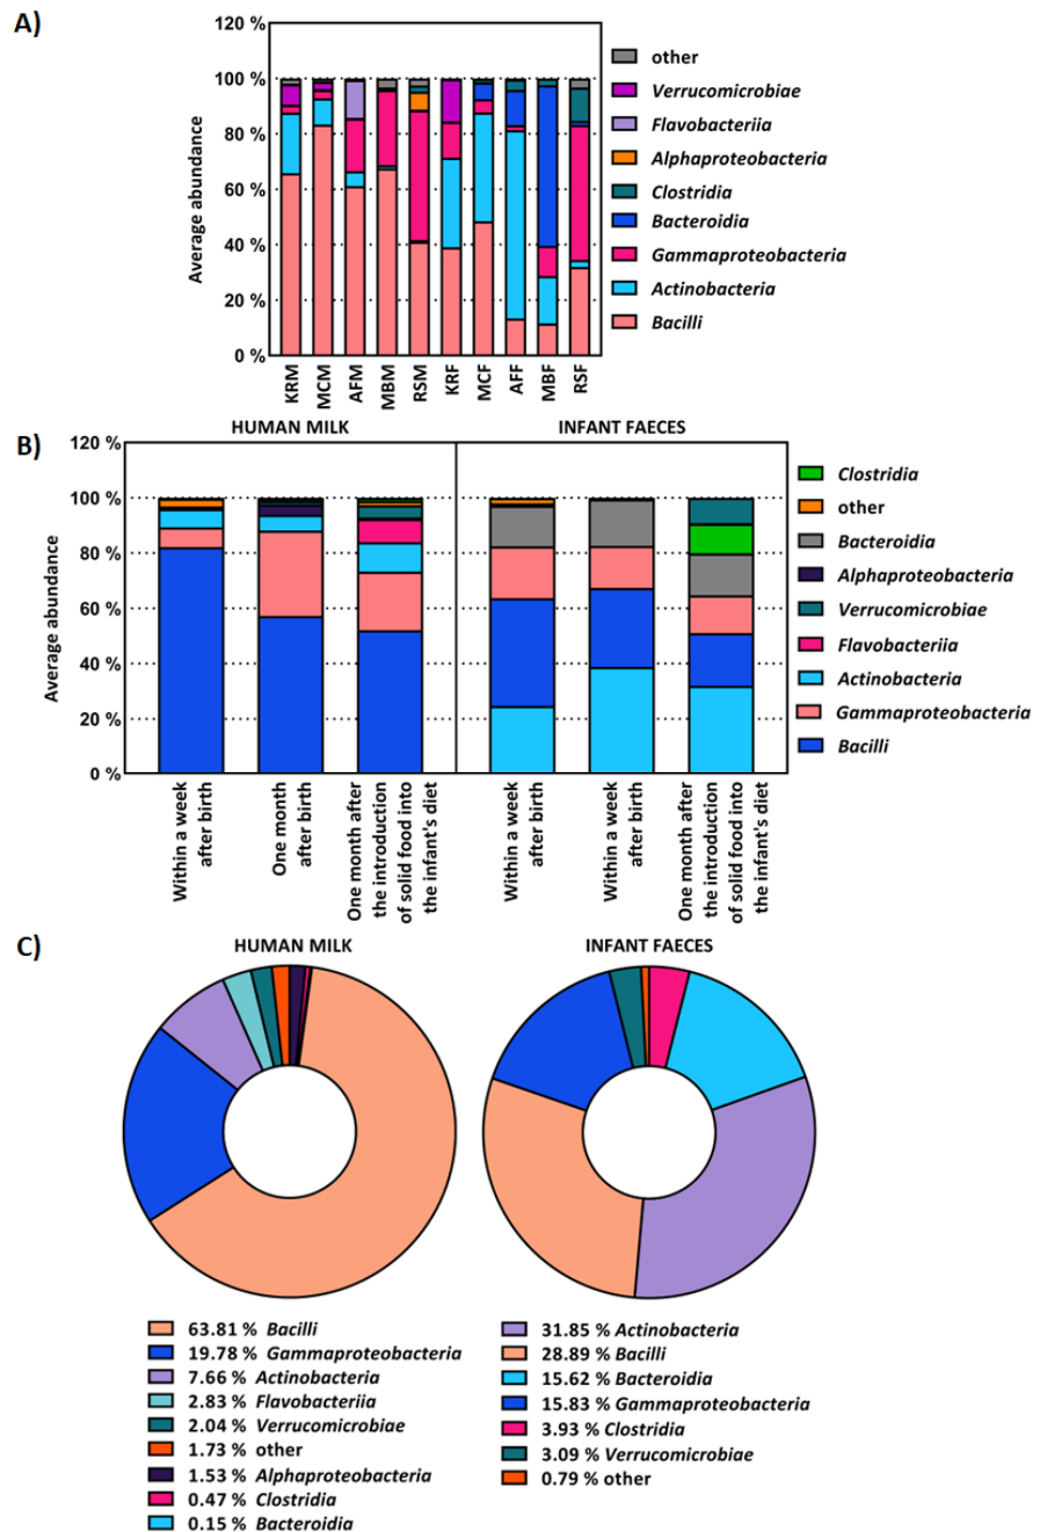 A)
120 %
100 %
80 %
60 %
40 %
20 %
0 %
Average abundance
KRM
MCM
AFM
MBM
RSM
KRF
MCF
AFF
MBF
RSF
other
Verrucomicrobiae
Flavobacteriia
Alphaproteobacteria
Clostridia
Bacteroidia
Gammaproteobacteria
Actinobacteria
Bacilli
B)
HUMAN MILK
INFANT FAECES
120 %
100 %
80 %
60 %
40 %
20 %
0 %
Average abundance
Within a week
after birth
One month
after birth
One month after
the introduction
of solid food into
the infant's diet
Within a week
after birth
Within a week
after birth
One month after
the introduction
of solid food into
the infant's diet
Clostridia
other
Bacteroidia
Alphaproteobacteria
Verrucomicrobiae
Flavobacteriia
Actinobacteria
Gammaproteobacteria
Bacilli
C)
HUMAN MILK
INFANT FAECES
63.81 % Bacilli
19.78 % Gammaproteobacteria
7.66 % Actinobacteria
2.83 % Flavobacteriia
2.04 % Verrucomicrobiae
1.73 % other
1.53 % Alphaproteobacteria
0.47 % Clostridia
0.15 % Bacteroidia
31.85 % Actinobacteria
28.89 % Bacilli
15.62 % Bacteroidia
15.83 % Gammaproteobacteria
3.93 % Clostridia
3.09 % Verrucomicrobiae
0.79 % other